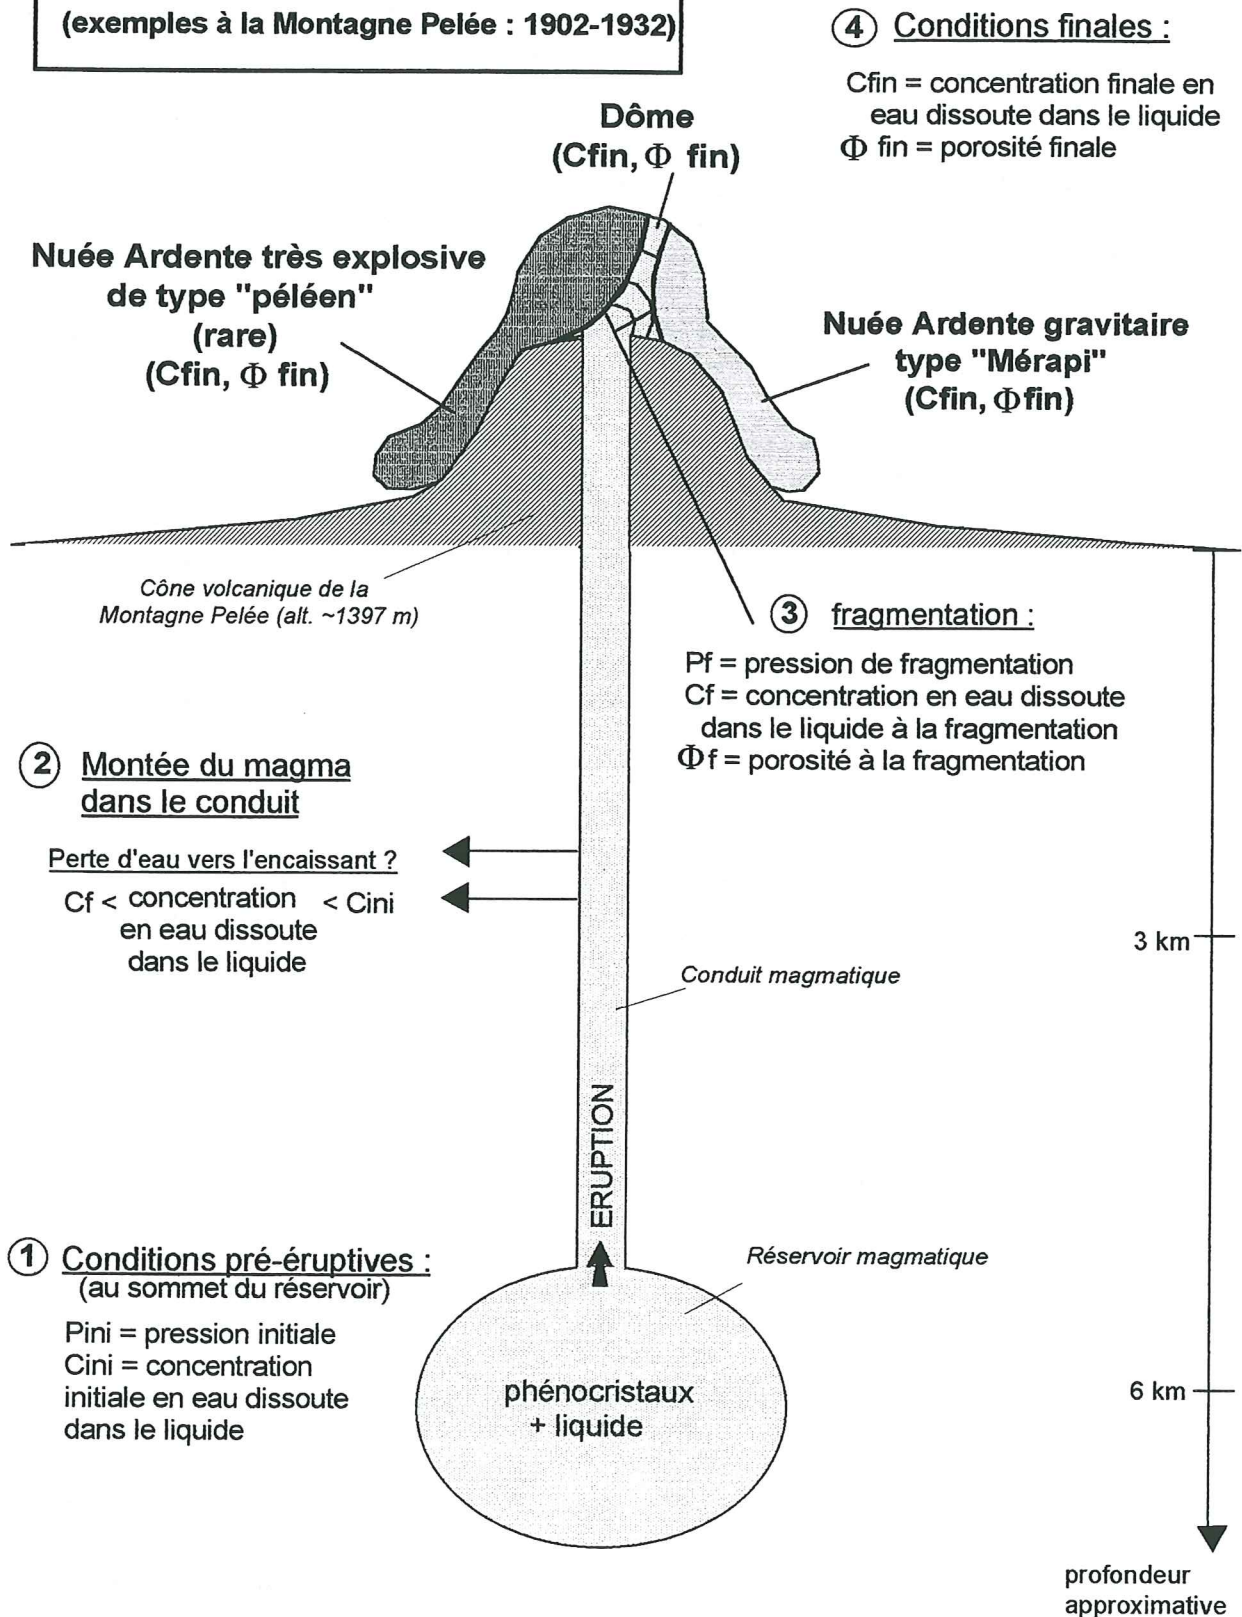 (exemples à la Montagne Pelée : 1902-1932)
4 Conditions finales :
Cfin = concentration finale en
eau dissoute dans le liquide
Φ fin = porosité finale
Dôme
(Cfin, Φ fin)
Nuée Ardente très explosive
de type "péléen"
(rare)
(Cfin, Φ fin)
Nuée Ardente gravitaire
type "Mérapi"
(Cfin, Φfin)
Cône volcanique de la
Montagne Pelée (alt. ~1397 m)
3 fragmentation :
Pf = pression de fragmentation
Cf = concentration en eau dissoute
dans le liquide à la fragmentation
Φf = porosité à la fragmentation
2 Montée du magma
dans le conduit
Perte d'eau vers l'encaissant ?
Cf < concentration < Cini
en eau dissoute
dans le liquide
3 km
Conduit magmatique
ERUPTION
1 Conditions pré-éruptives :
(au sommet du réservoir)
Pini = pression initiale
Cini = concentration
initiale en eau dissoute
dans le liquide
Réservoir magmatique
phénocristaux
+ liquide
6 km
profondeur
approximative